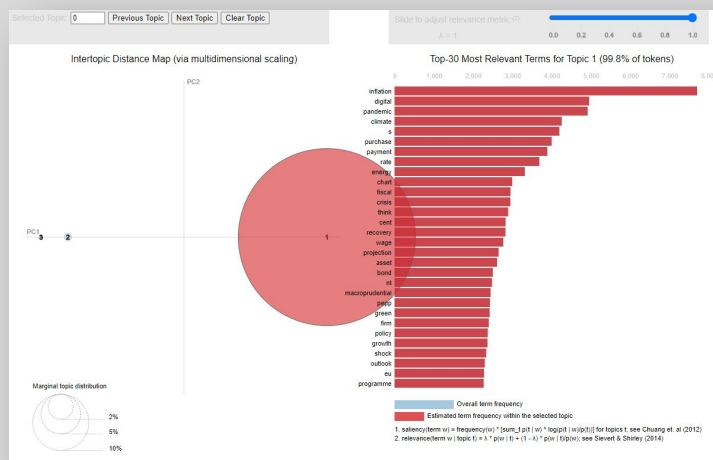 Selected Topic: 0 Previous Topic Next Topic Clear Topic
Slide to adjust relevance metric:(2)
λ = 1
0.0 0.2 0.4 0.6 0.8 1.0
Intertopic Distance Map (via multidimensional scaling)
PC2
PC1
3
2
1
Marginal topic distribution
2%
5%
10%
Top-30 Most Relevant Terms for Topic 1 (99.8% of tokens)
0 1,000 2,000 3,000 4,000 5,000 6,000 7,000 8,00
inflation
digital
pandemic
climate
s
purchase
payment
rate
energy
chart
fiscal
crisis
think
cent
recovery
wage
projection
asset
bond
macroprudential
pepp
green
firm
policy
growth
shock
outlook
eu
programme
Overall term frequency
Estimated term frequency within the selected topic
1. saliency(term w) = frequency(w) * [sum_t p(t | w) * log(p(t | w)/p(t))] for topics t; see Chuang et. al (2012)
2. relevance(term w | topic t) = λ * p(w | t) + (1 - λ) * p(w | t)/p(w); see Sievert & Shirley (2014)